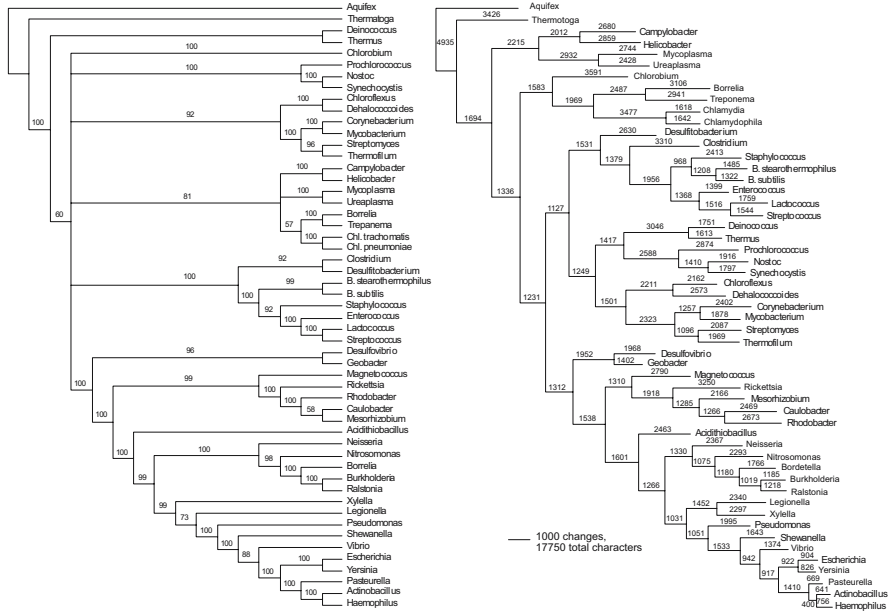 Aquifex
Thermatoga
Deinococcus
Thermus
100
Chlorobium
Prochlorococcus
100
Nostoc
100
Synechocystis
Chloroflexus
100
Dehalococcoides
92
Corynebacterium
100
100
Mycobacterium
Streptomyces
96
Thermofilum
100
Campylobacter
100
Helicobacter
Mycoplasma
100
81
Ureaplasma
60
Borrelia
100
Trepanema
57
Chl. trachomatis
100
Chl. pneumoniae
92
Clostridium
Desulfitobacterium
100
99
B. stearothermophilus
100
B. subtilis
Staphylococcus
92
Enterococcus
100
Lactococcus
100
Streptococcus
96
Desulfovibrio
Geobacter
100
99
Magnetococcus
Rickettsia
100
Rhodobacter
100
Caulobacter
58
Mesorhizobium
100
Acidithiobacillus
Neisseria
100
Nitrosomonas
98
Borrelia
100
Burkholderia
100
Ralstonia
99
Xylella
99
Legionella
73
Pseudomonas
100
Shewanella
100
Vibrio
88
Escherichia
100
100
Yersinia
Pasteurella
100
Actinobacillus
100
Haemophilus
Aquifex
3426
Thermotoga
4935
2680
Campylobacter
2012
2859
Helicobacter
2215
2744
Mycoplasma
2932
2428
Ureaplasma
3591
Chlorobium
1583
3106
Borrelia
2487
2941
Treponema
1969
1618
Chlamydia
3477
1642
Chlamydophila
1694
2630
Desulfitobacterium
1531
3310
Clostridium
1379
2413
Staphylococcus
968
1485
B. stearothermophilus
1208
1322
B. subtilis
1956
1399
Enterococcus
1368
1759
Lactococcus
1516
1544
Streptococcus
1336
1127
1751
Deinococcus
3046
1613
Thermus
1417
2874
Prochlorococcus
2588
1916
Nostoc
1410
1797
Synechocystis
1249
2162
Chloroflexus
2211
2573
Dehalococcoides
1501
2402
Corynebacterium
1257
1878
Mycobacterium
2323
2087
Streptomyces
1096
1969
Thermofilum
1231
1968
Desulfovibrio
1952
1402
Geobacter
1312
2790
Magnetococcus
1310
3250
Rickettsia
1918
2166
Mesorhizobium
1285
2469
Caulobacter
1266
2673
Rhodobacter
1538
2463
Acidithiobacillus
1601
2367
Neisseria
1330
2293
Nitrosomonas
1075
1766
Bordetella
1180
1185
Burkholderia
1019
1218
Ralstonia
1266
2340
Legionella
1452
2297
Xylella
1031
1995
Pseudomonas
1051
1643
Shewanella
1533
1374
Vibrio
942
904
Escherichia
922
826
Yersinia
917
669
Pasteurella
1410
641
Actinobacillus
400
756
Haemophilus
1000 changes,
17750 total characters